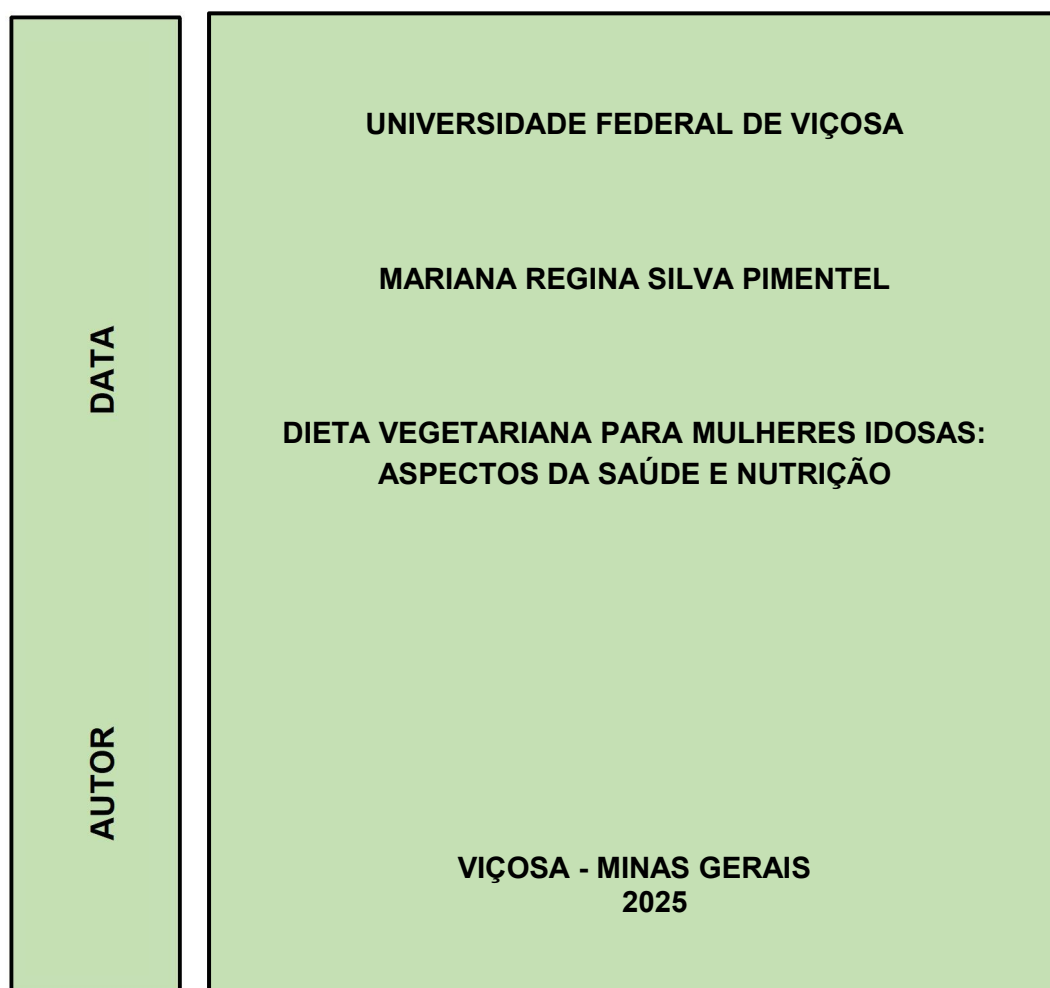 DATA
AUTOR
UNIVERSIDADE FEDERAL DE VIÇOSA
MARIANA REGINA SILVA PIMENTEL
DIETA VEGETARIANA PARA MULHERES IDOSAS:
ASPECTOS DA SAÚDE E NUTRIÇÃO
VIÇOSA - MINAS GERAIS
2025